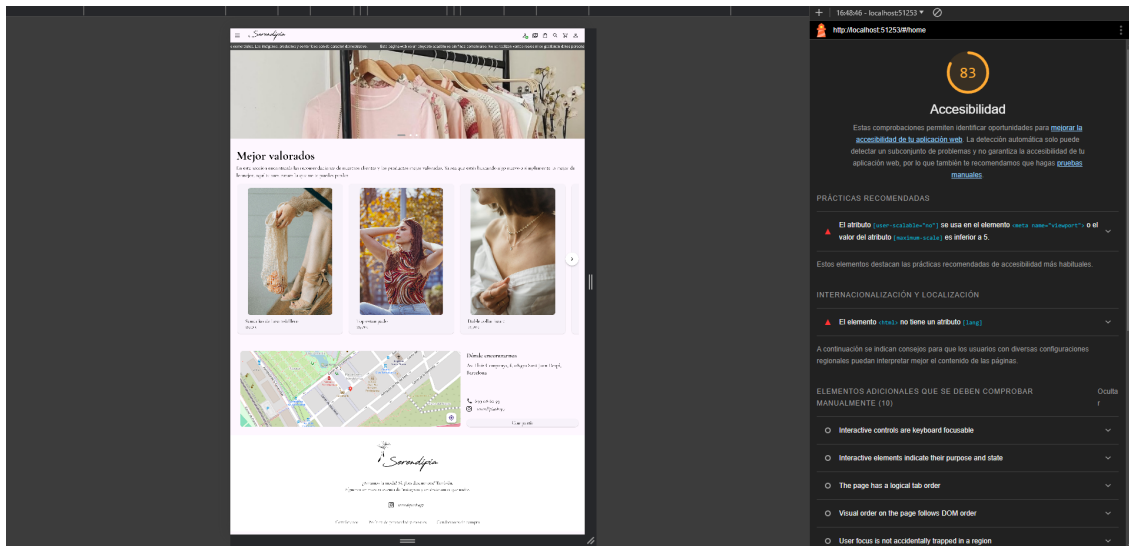 16:48:46 - localhost:51253
http://localhost:51253/#/home
83
Accesibilidad
Estas comprobaciones permiten identificar oportunidades para mejorar la
accesibilidad de tu aplicación web. La detección automática solo puede
detectar un subconjunto de problemas y no garantiza la accesibilidad de tu
aplicación web, por lo que también te recomendamos que hagas pruebas
manuales.
PRÁCTICAS RECOMENDADAS
El atributo [user-scalable="no"] se usa en el elemento <meta name="viewport"> o el
valor del atributo [maximum-scale] es inferior a 5.
Estos elementos destacan las prácticas recomendadas de accesibilidad más habituales.
INTERNACIONALIZACIÓN Y LOCALIZACIÓN
El elemento <html> no tiene un atributo [lang]
A continuación se indican consejos para que los usuarios con diversas configuraciones
regionales puedan interpretar mejor el contenido de las páginas.
ELEMENTOS ADICIONALES QUE SE DEBEN COMPROBAR
MANUALMENTE (10)
Oculta
r
Interactive controls are keyboard focusable
Interactive elements indicate their purpose and state
The page has a logical tab order
Visual order on the page follows DOM order
User focus is not accidentally trapped in a region
Serendipia
Mejor valorados
Dónde encontrarnos
Barcelona
Compartir
Serendipia